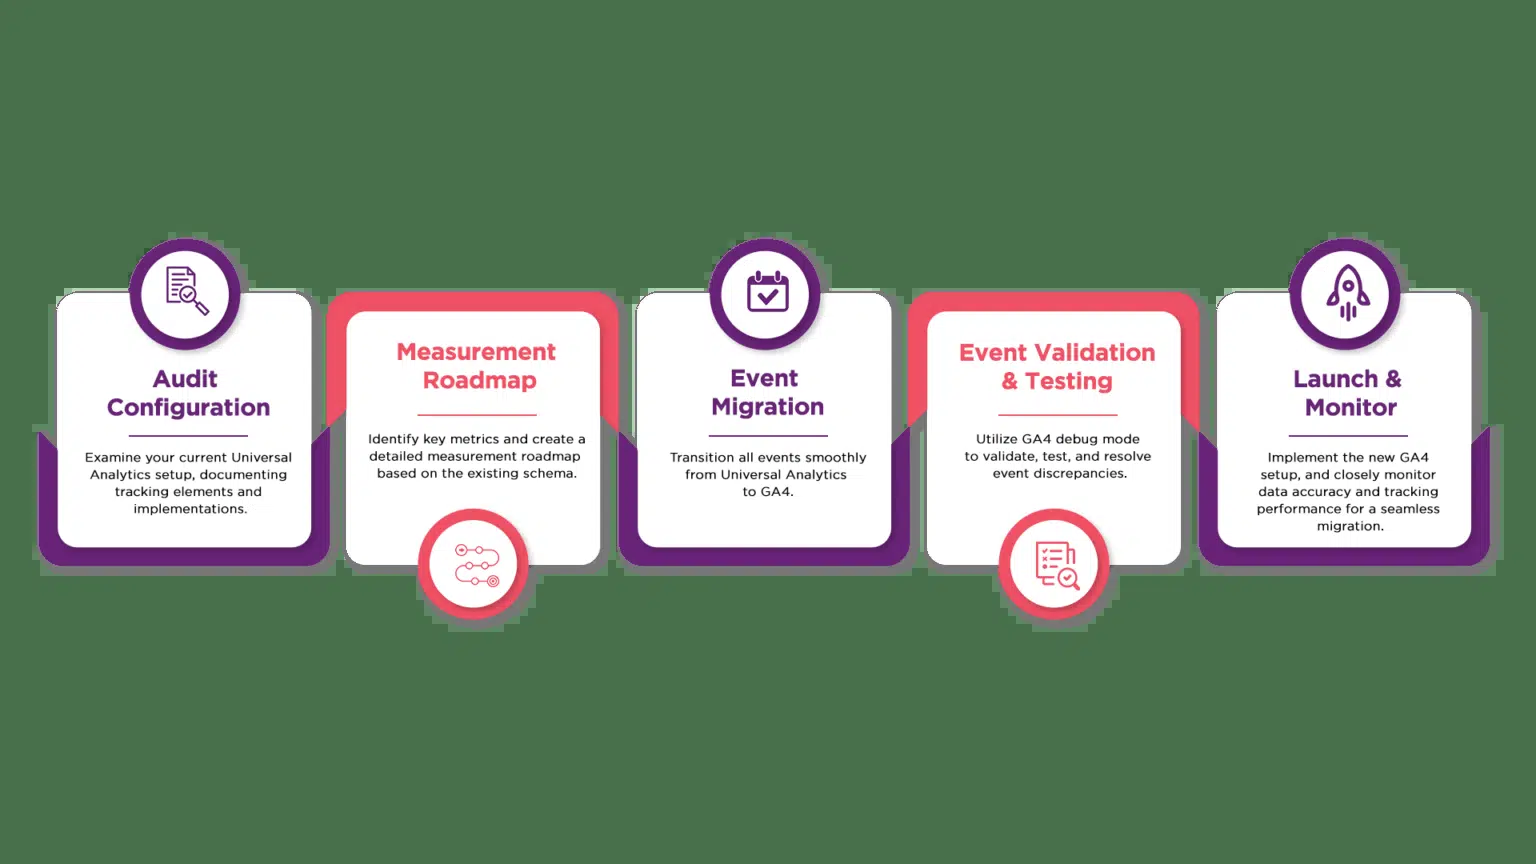 Audit
Configuration
Examine your current Universal
Analytics setup, documenting
tracking elements and
implementations.
Measurement
Roadmap
Identify key metrics and create a
detailed measurement roadmap
based on the existing schema.
Event
Migration
Transition all events smoothly
from Universal Analytics
to GA4.
Event Validation
& Testing
Utilize GA4 debug mode
to validate, test, and resolve
event discrepancies.
Launch &
Monitor
Implement the new GA4
setup, and closely monitor
data accuracy and tracking
performance for a seamless
migration.